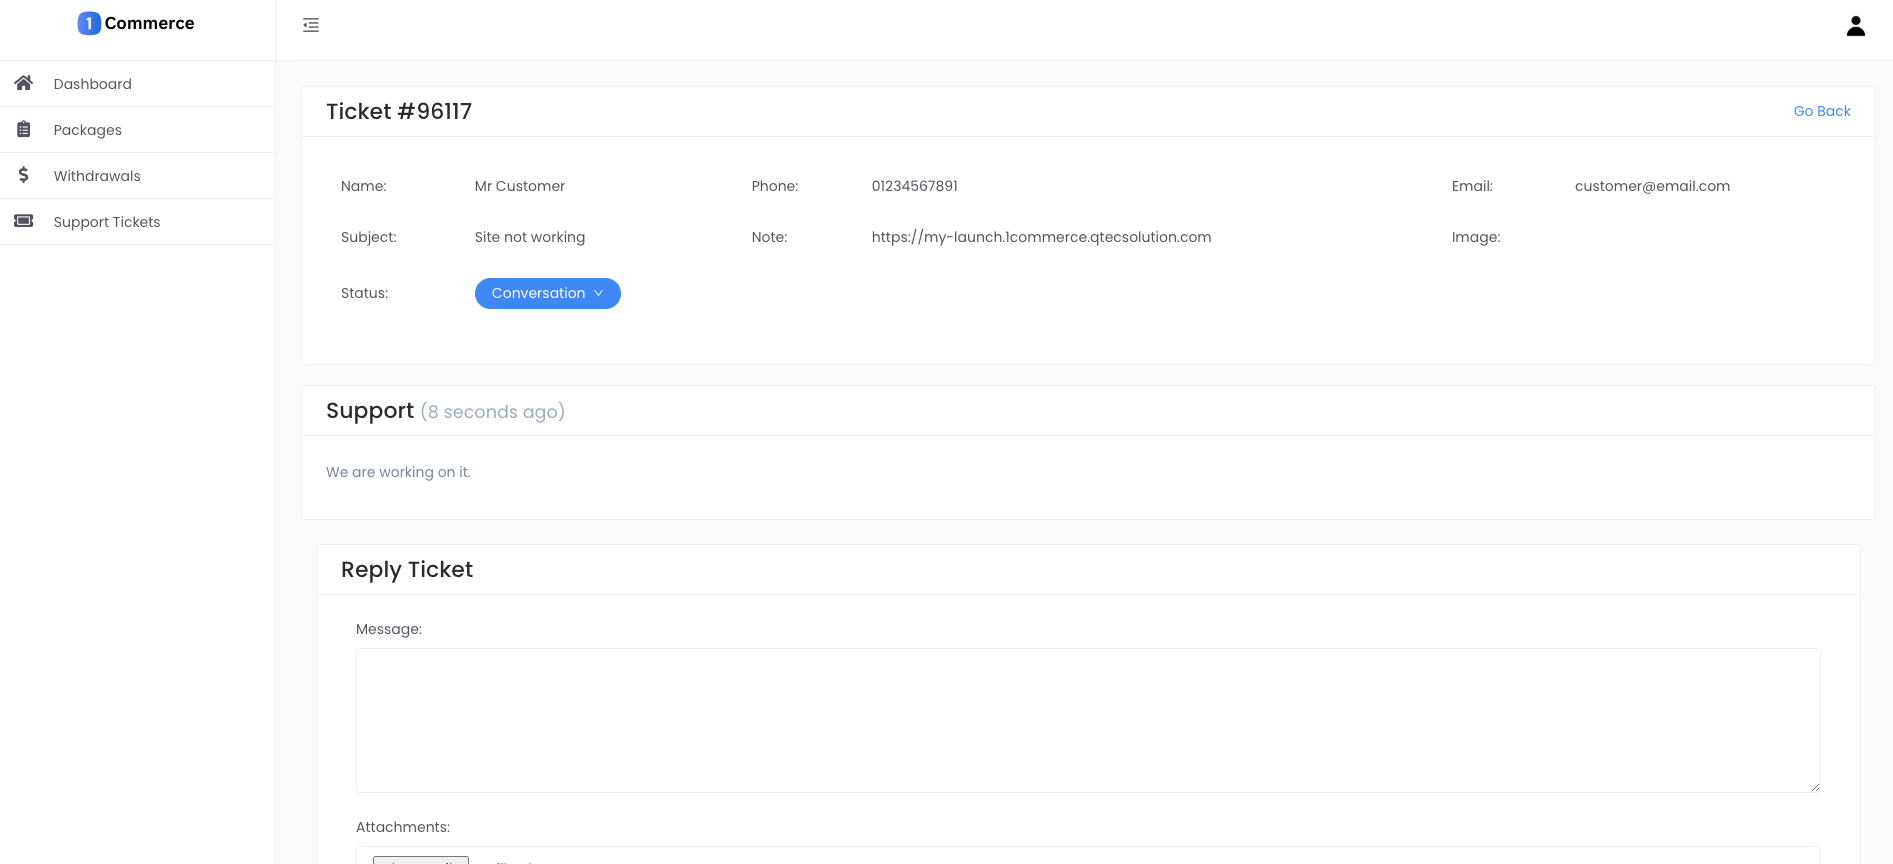 1 Commerce
Dashboard
Packages
Withdrawals
Support Tickets
Ticket #96117
Go Back
Name: Mr Customer Phone: 01234567891 Email: customer@email.com
Subject: Site not working Note: https://my-launch.1commerce.qtecsolution.com Image:
Status: Conversation
Support (8 seconds ago)
We are working on it.
Reply Ticket
Message:
Attachments: